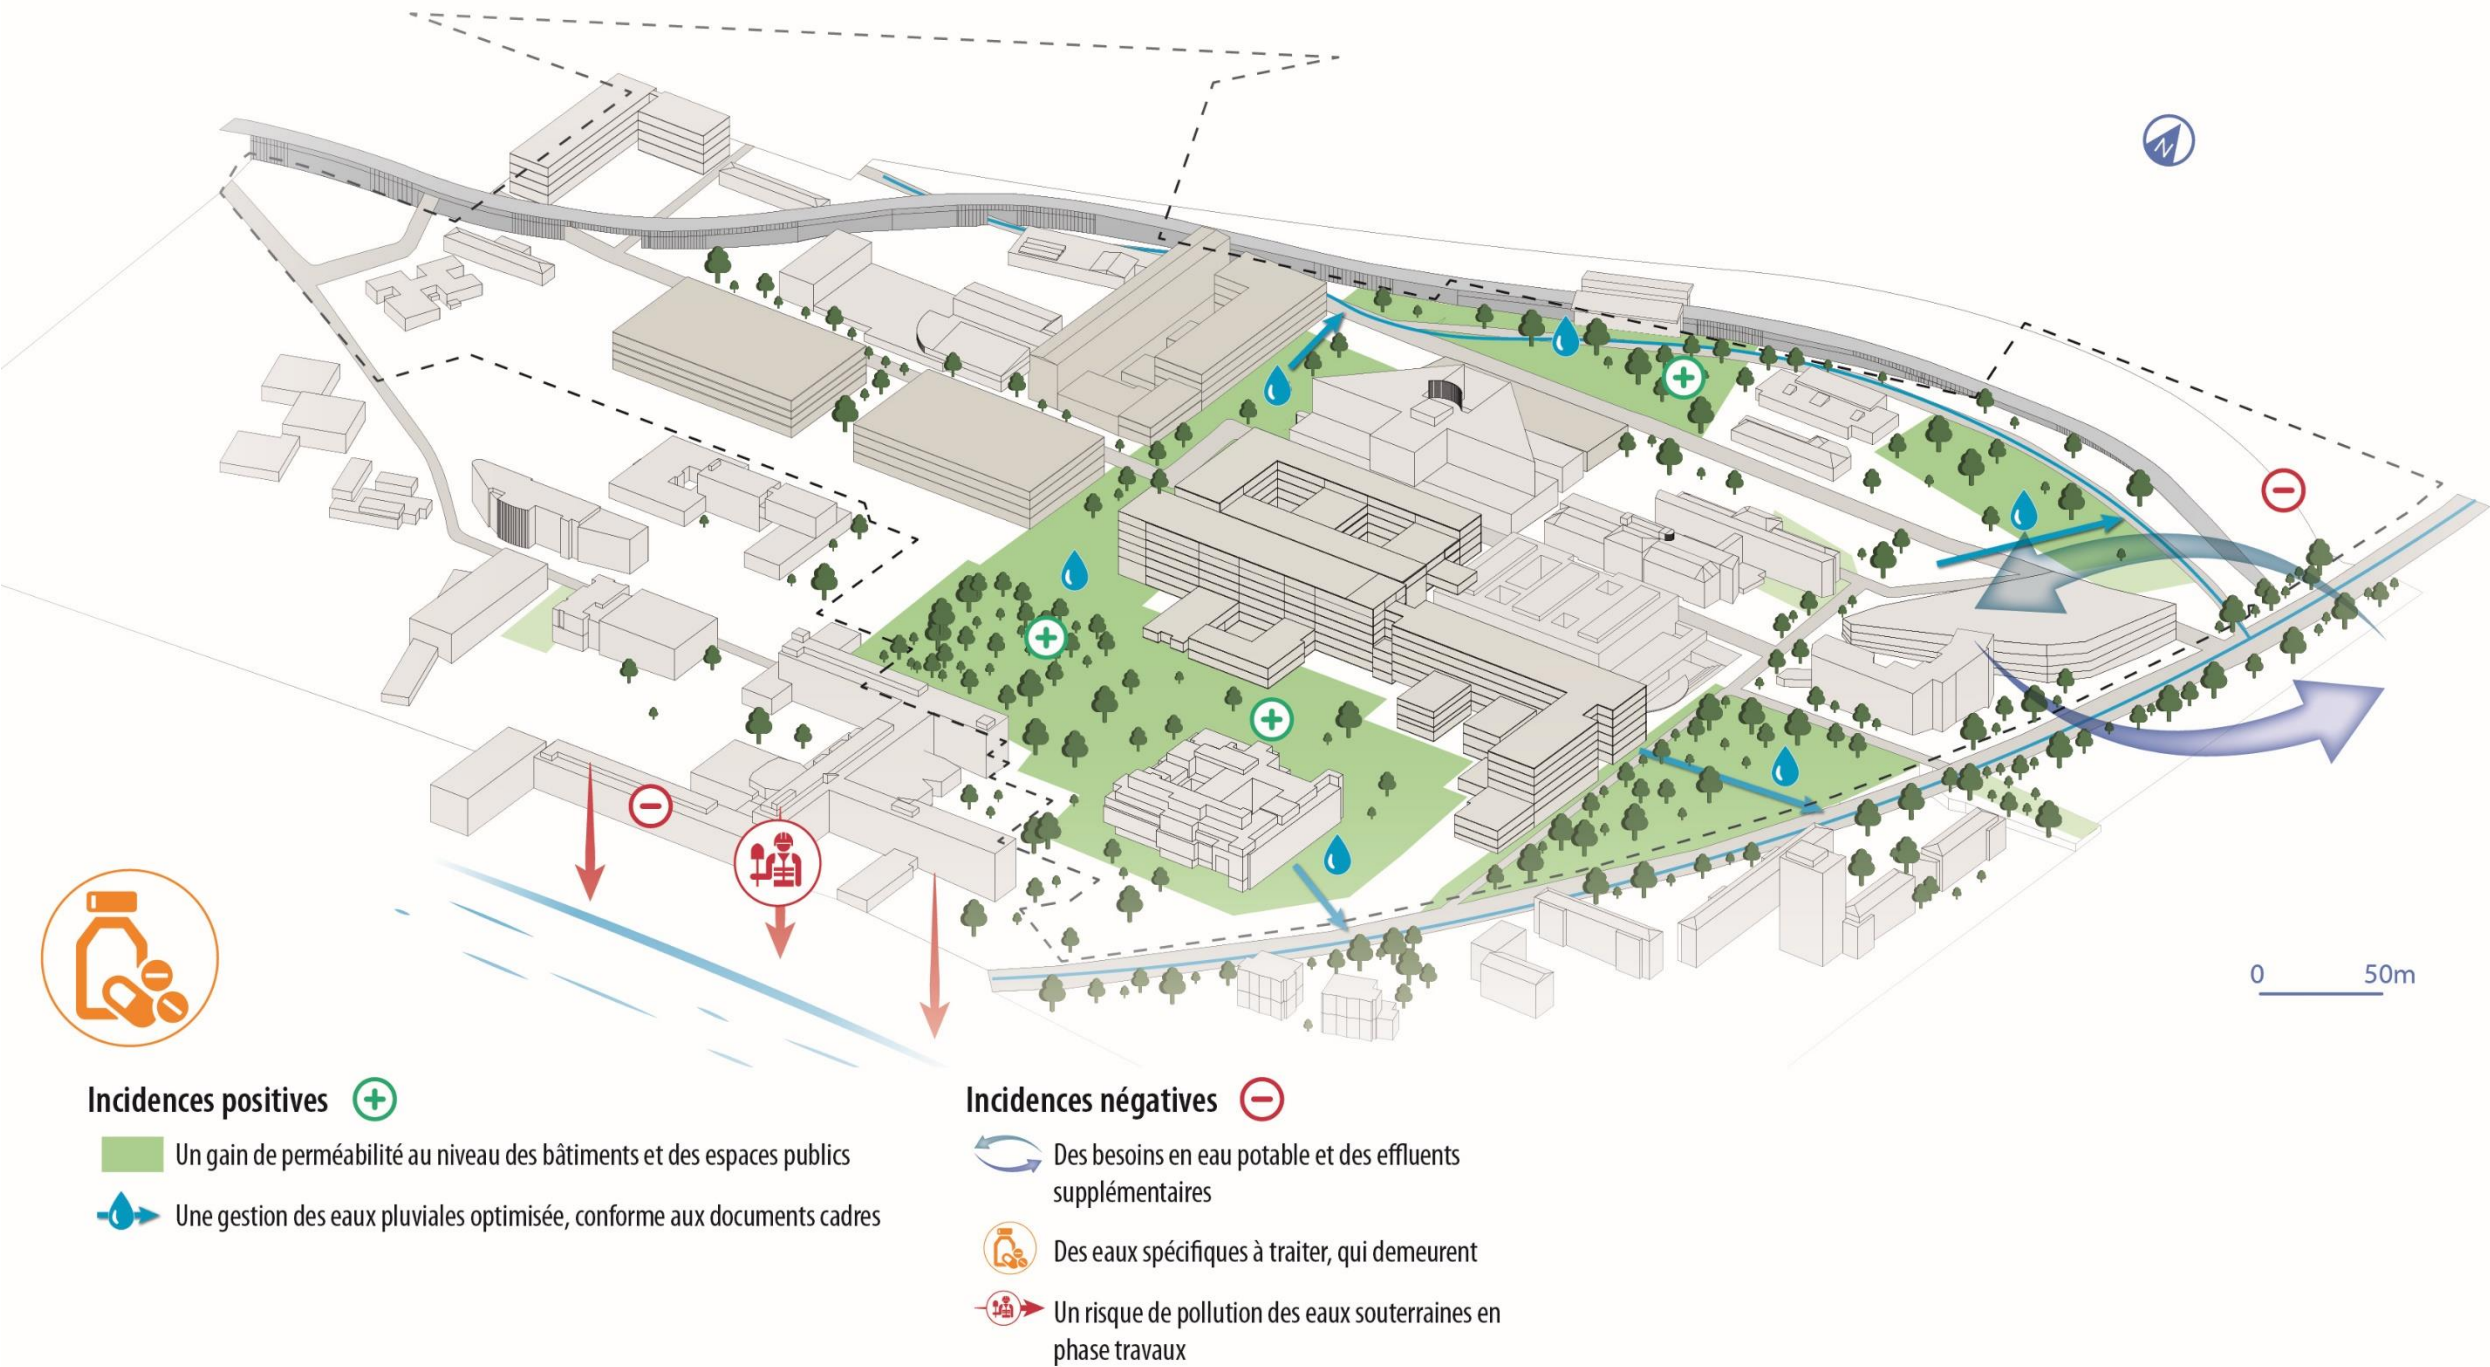 N
0 50m
Incidences positives
Un gain de perméabilité au niveau des bâtiments et des espaces publics
Une gestion des eaux pluviales optimisée, conforme aux documents cadres
Incidences négatives
Des besoins en eau potable et des effluents
supplémentaires
Des eaux spécifiques à traiter, qui demeurent
Un risque de pollution des eaux souterraines en
phase travaux